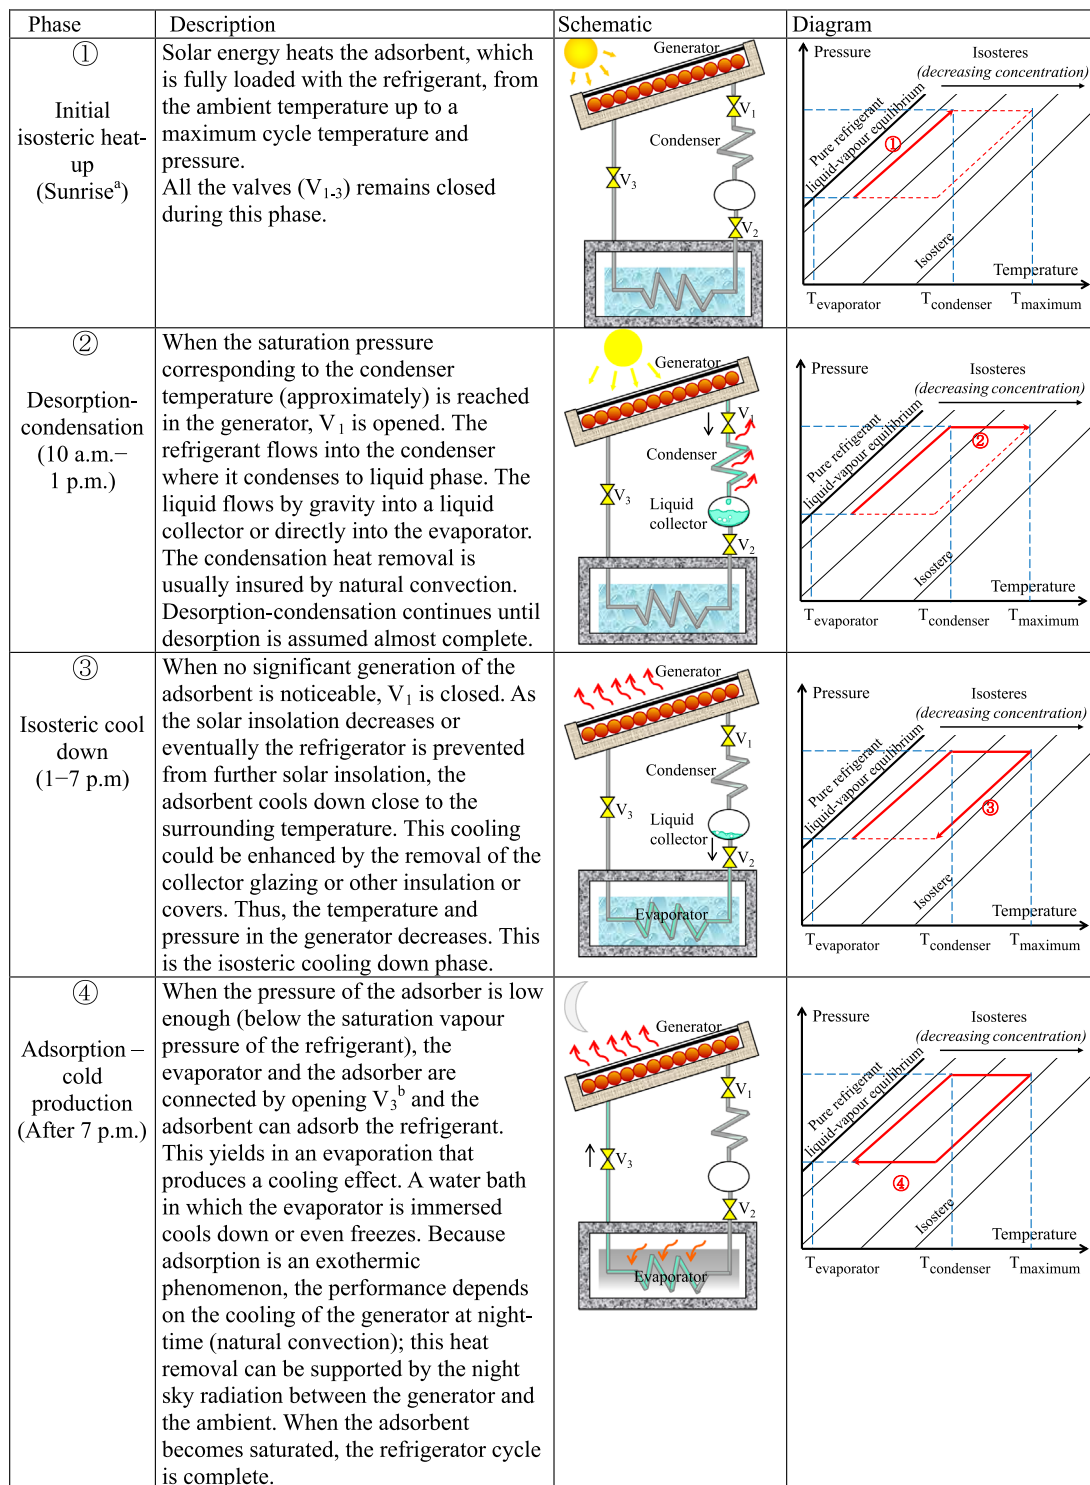 Phase Description Schematic Diagram
①
Initial
isosteric heat-
up
(Sunriseᵃ)
Solar energy heats the adsorbent, which
is fully loaded with the refrigerant, from
the ambient temperature up to a
maximum cycle temperature and
pressure.
All the valves (V₁₋₃) remains closed
during this phase.
Generator
V₁
Condenser
V₃
V₂
Pressure
Isosteres
(decreasing concentration)
Pure refrigerant
liquid-vapour equilibrium
①
Isostere
Temperature
T_evaporator T_condenser T_maximum
②
Desorption-
condensation
(10 a.m.–
1 p.m.)
When the saturation pressure
corresponding to the condenser
temperature (approximately) is reached
in the generator, V₁ is opened. The
refrigerant flows into the condenser
where it condenses to liquid phase. The
liquid flows by gravity into a liquid
collector or directly into the evaporator.
The condensation heat removal is
usually insured by natural convection.
Desorption-condensation continues until
desorption is assumed almost complete.
Generator
V₁
Condenser
V₃
Liquid
collector
V₂
Pressure
Isosteres
(decreasing concentration)
Pure refrigerant
liquid-vapour equilibrium
②
Isostere
Temperature
T_evaporator T_condenser T_maximum
③
Isosteric cool
down
(1−7 p.m)
When no significant generation of the
adsorbent is noticeable, V₁ is closed. As
the solar insolation decreases or
eventually the refrigerator is prevented
from further solar insolation, the
adsorbent cools down close to the
surrounding temperature. This cooling
could be enhanced by the removal of the
collector glazing or other insulation or
covers. Thus, the temperature and
pressure in the generator decreases. This
is the isosteric cooling down phase.
Generator
V₁
Condenser
V₃
Liquid
collector
V₂
Evaporator
Pressure
Isosteres
(decreasing concentration)
Pure refrigerant
liquid-vapour equilibrium
③
Isostere
Temperature
T_evaporator T_condenser T_maximum
④
Adsorption –
cold
production
(After 7 p.m.)
When the pressure of the adsorber is low
enough (below the saturation vapour
pressure of the refrigerant), the
evaporator and the adsorber are
connected by opening V₃ᵇ and the
adsorbent can adsorb the refrigerant.
This yields in an evaporation that
produces a cooling effect. A water bath
in which the evaporator is immersed
cools down or even freezes. Because
adsorption is an exothermic
phenomenon, the performance depends
on the cooling of the generator at night-
time (natural convection); this heat
removal can be supported by the night
sky radiation between the generator and
the ambient. When the adsorbent
becomes saturated, the refrigerator cycle
is complete.
Generator
V₁
V₃
V₂
Evaporator
Pressure
Isosteres
(decreasing concentration)
Pure refrigerant
liquid-vapour equilibrium
④
Isostere
Temperature
T_evaporator T_condenser T_maximum